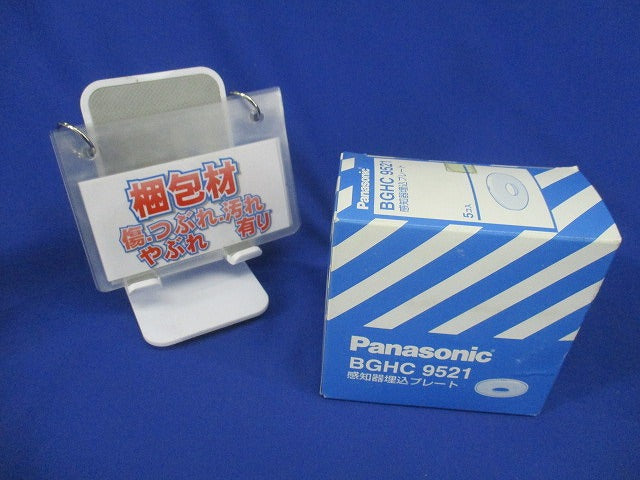 梱包材
傷.つぶれ.汚れ
やぶれ 有り
Panasonic
BGHC 9521
感知器埋込プレート
5コ入
Panasonic
BGHC 9521
感知器埋込プレート